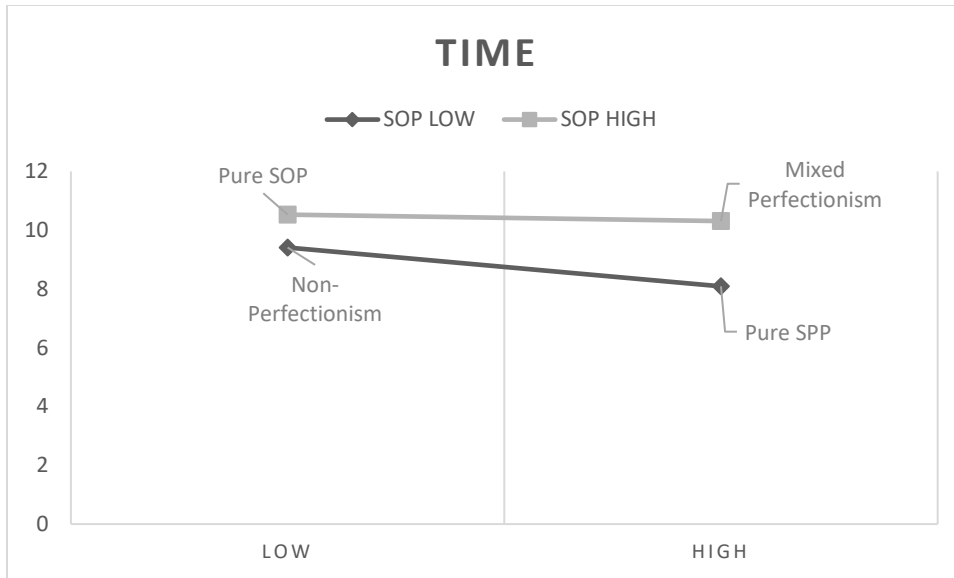 TIME
SOP LOW SOP HIGH
12
10
8
6
4
2
0
Pure SOP
Mixed
Perfectionism
Non-
Perfectionism
Pure SPP
LOW HIGH